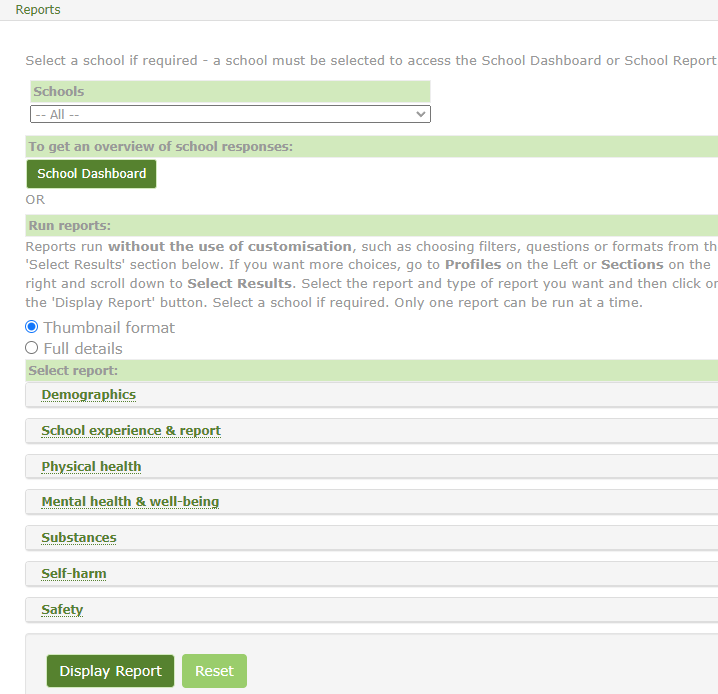 Reports
Select a school if required - a school must be selected to access the School Dashboard or School Report
Schools
-- All --
To get an overview of school responses:
School Dashboard
OR
Run reports:
Reports run without the use of customisation, such as choosing filters, questions or formats from th
'Select Results' section below. If you want more choices, go to Profiles on the Left or Sections on the
right and scroll down to Select Results. Select the report and type of report you want and then click on
the 'Display Report' button. Select a school if required. Only one report can be run at a time.
Thumbnail format
Full details
Select report:
Demographics
School experience & report
Physical health
Mental health & well-being
Substances
Self-harm
Safety
Display Report Reset